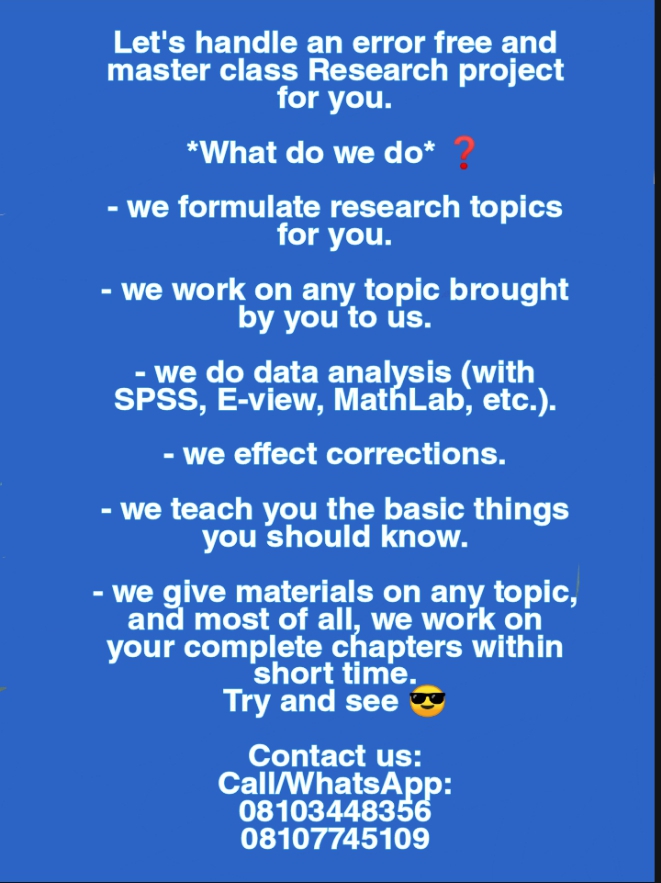 Let's handle an error free and
master class Research project
for you.
*What do we do* ❓
- we formulate research topics
for you.
- we work on any topic brought
by you to us.
- we do data analysis (with
SPSS, E-view, MathLab, etc.).
- we effect corrections.
- we teach you the basic things
you should know.
- we give materials on any topic,
and most of all, we work on
your complete chapters within
short time.
Try and see 😎
Contact us:
Call/WhatsApp:
08103448356
08107745109